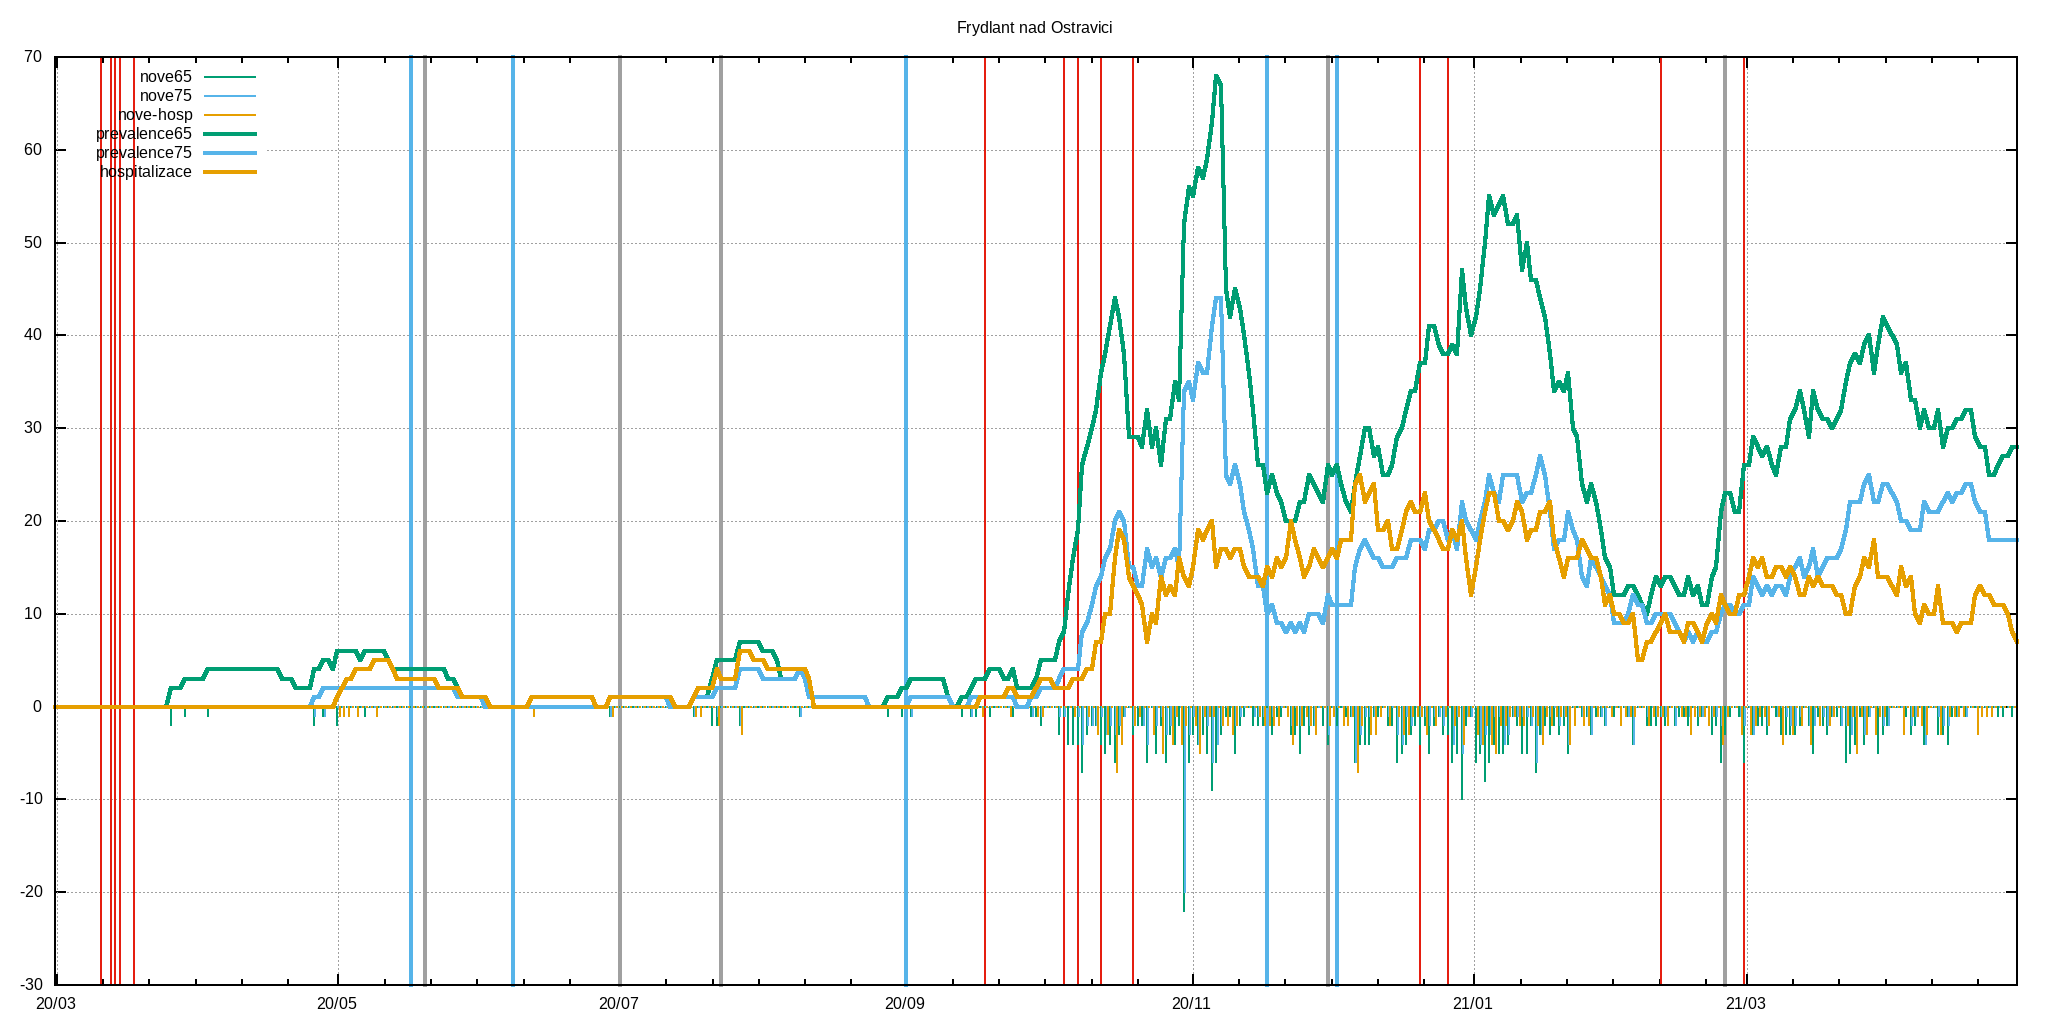 Frydlant nad Ostravici
70
nove65
nove75
nove-hosp
prevalence65
prevalence75
hospitalizace
60
50
40
30
20
10
0
-10
-20
-30
20/03 20/05 20/07 20/09 20/11 21/01 21/03